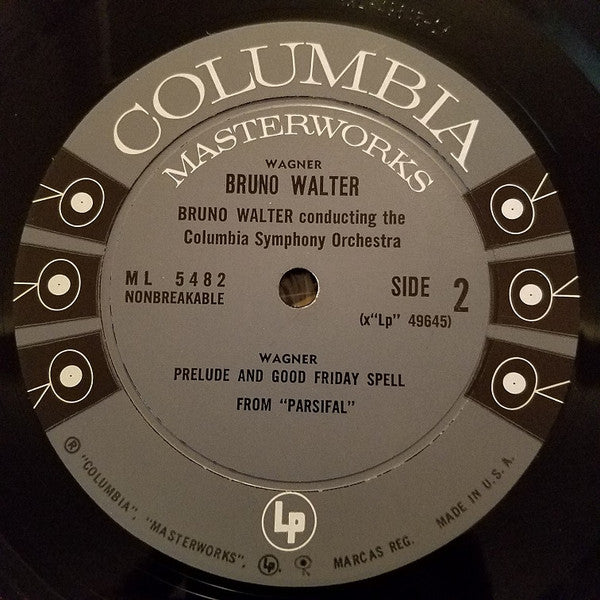 COLUMBIA
MASTERWORKS
WAGNER
BRUNO WALTER
BRUNO WALTER conducting the
Columbia Symphony Orchestra
ML 5482
NONBREAKABLE
SIDE 2
(x"Lp" 49645)
WAGNER
PRELUDE AND GOOD FRIDAY SPELL
FROM "PARSIFAL"
Lp
Ⓡ "COLUMBIA", "MASTERWORKS", Lp, MARCAS REG. MADE IN U. S. A.